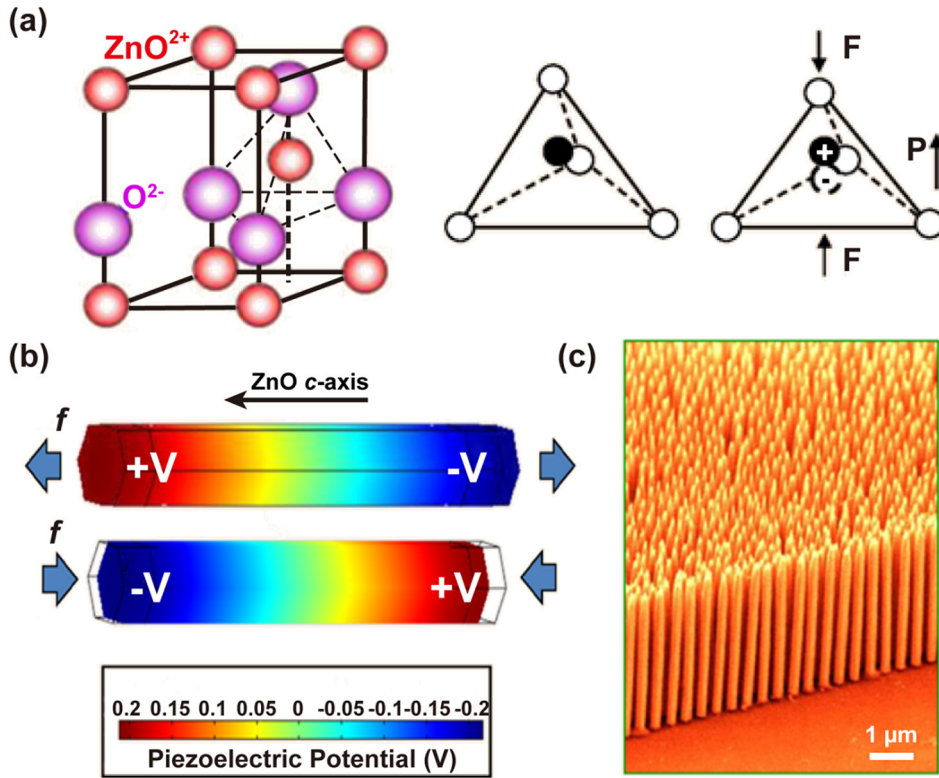 (a)
ZnO²⁺
O²⁻
F
+
-
P
F
(b)
ZnO c-axis
f
+V
-V
f
-V
+V
0.2 0.15 0.1 0.05 0 -0.05 -0.1 -0.15 -0.2
Piezoelectric Potential (V)
(c)
1 μm